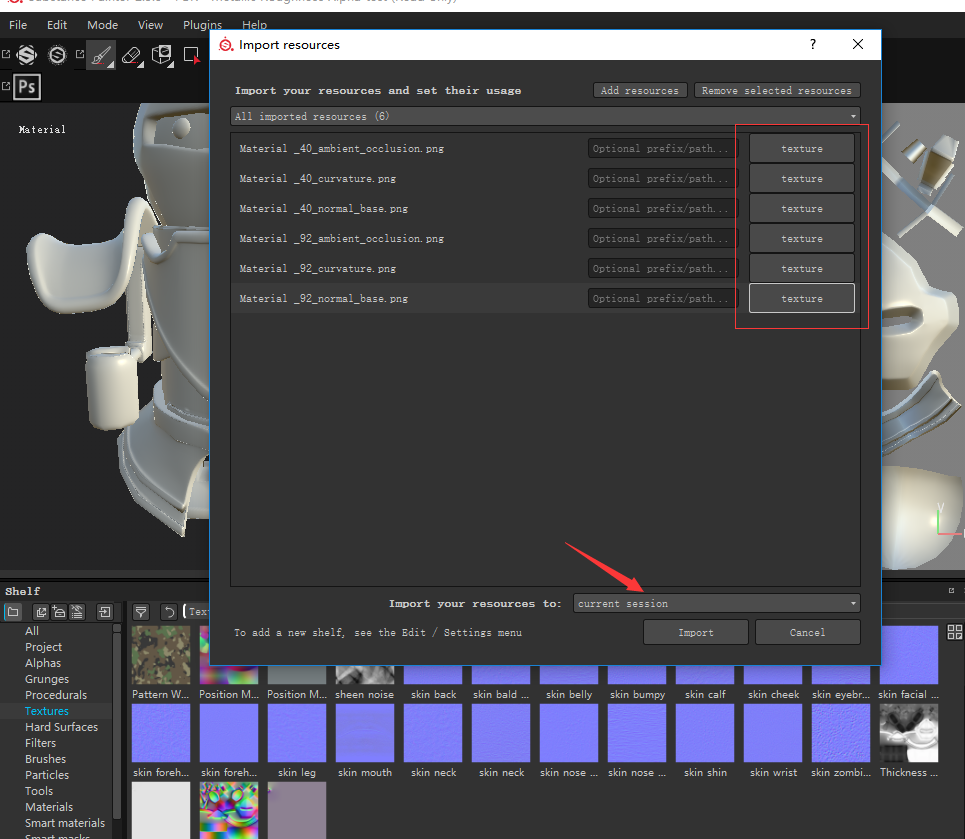 File Edit Mode View Plugins Help
Import resources ?
Ps
Material
Import your resources and set their usage Add resources Remove selected resources
All imported resources (6)
Material _40_ambient_occlusion.png Optional prefix/path... texture
Material _40_curvature.png Optional prefix/path... texture
Material _40_normal_base.png Optional prefix/path... texture
Material _92_ambient_occlusion.png Optional prefix/path... texture
Material _92_curvature.png Optional prefix/path... texture
Material _92_normal_base.png Optional prefix/path... texture
Y
Import your resources to: current session
To add a new shelf, see the Edit / Settings menu Import Cancel
Shelf
Text
All
Project
Alphas
Grunges
Procedurals
Textures
Hard Surfaces
Filters
Brushes
Particles
Tools
Materials
Smart materials
Smart masks
Pattern W... Position M... Position M... sheen noise skin back skin bald ... skin belly skin bumpy skin calf skin cheek skin eyebr... skin facial ...
skin foreh... skin foreh... skin leg skin mouth skin neck skin neck skin nose ... skin nose ... skin shin skin wrist skin zombi... Thickness ...